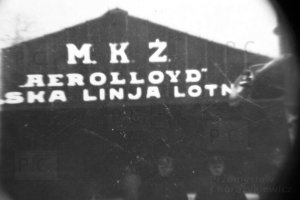 M. K. Ż.
„AEROLLOYD"
SKA LINJA LOTN